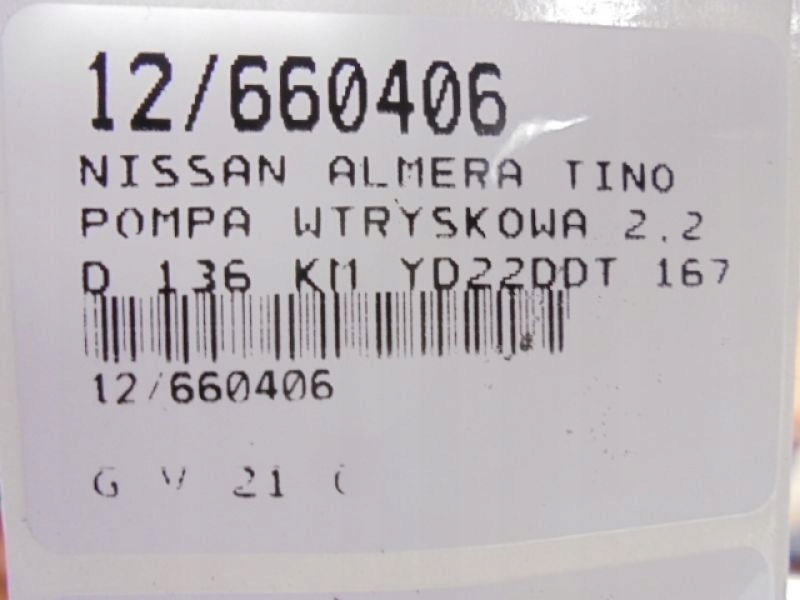 12/660406
NISSAN ALMERA TINO
POMPA WTRYSKOWA 2.2
D 136 KM YD22DDT 167
12/660406
G V 21